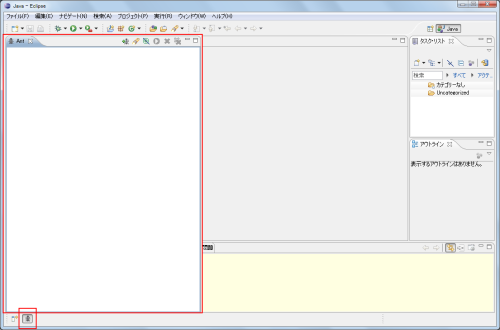 Java - Eclipse
ファイル(F) 編集(E) ナビゲート(N) 検索(A) プロジェクト(P) 実行(R) ウィンドウ(W) ヘルプ(H)
Java
Ant
タスク・リスト
検索 すべて アクテ...
カテゴリーなし
Uncategorized
アウトライン
表示するアウトラインはありません。